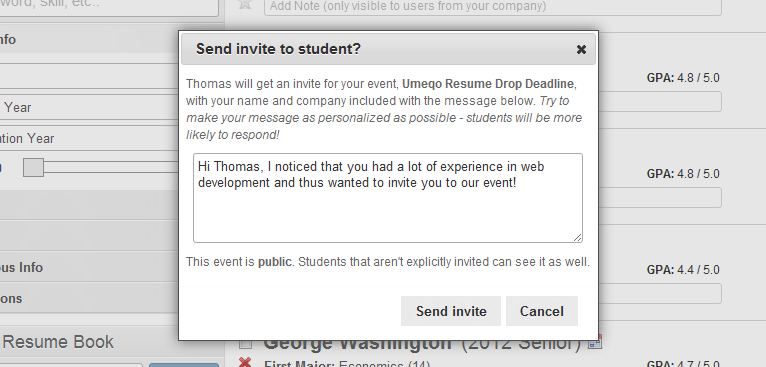 word, skill, etc..
Add Note (only visible to users from your company)
nfo
Send invite to student?
Thomas will get an invite for your event, Umeqo Resume Drop Deadline,
with your name and company included with the message below. Try to
make your message as personalized as possible - students will be more
likely to respond!
GPA: 4.8 / 5.0
Year
ation Year
Hi Thomas, I noticed that you had a lot of experience in web
development and thus wanted to invite you to our event!
GPA: 4.8 / 5.0
This event is public. Students that aren't explicitly invited can see it as well.
ous Info
GPA: 4.4 / 5.0
ons
Send invite
Cancel
Resume Book
George Washington (2012 Senior)
First Major: Economics (14)
GPA: 4.7 / 5.0